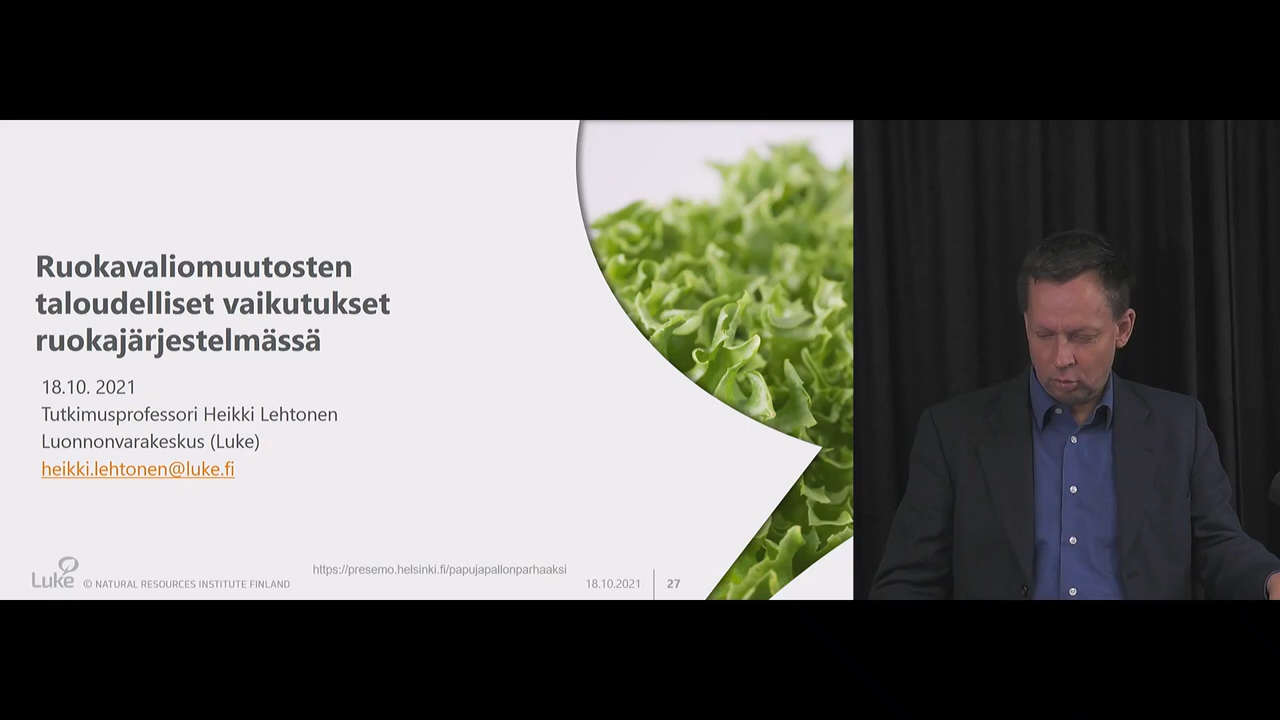 Ruokavaliomuutosten
taloudelliset vaikutukset
ruokajärjestelmässä
18.10. 2021
Tutkimusprofessori Heikki Lehtonen
Luonnonvarakeskus (Luke)
heikki.lehtonen@luke.fi
Luke © NATURAL RESOURCES INSTITUTE FINLAND
https://presemo.helsinki.fi/papujapallonparhaaksi
18.10.2021 27